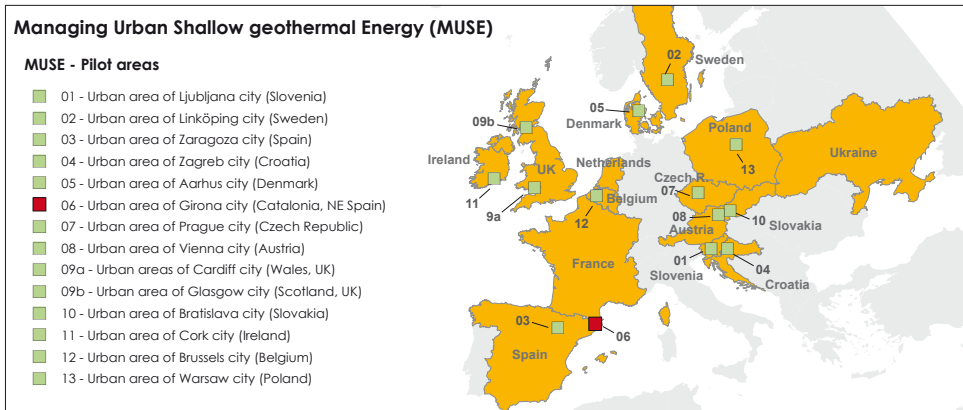 Managing Urban Shallow geothermal Energy (MUSE)
MUSE - Pilot areas
01 - Urban area of Ljubljana city (Slovenia)
02 - Urban area of Linköping city (Sweden)
03 - Urban area of Zaragoza city (Spain)
04 - Urban area of Zagreb city (Croatia)
05 - Urban area of Aarhus city (Denmark)
06 - Urban area of Girona city (Catalonia, NE Spain)
07 - Urban area of Prague city (Czech Republic)
08 - Urban area of Vienna city (Austria)
09a - Urban areas of Cardiff city (Wales, UK)
09b - Urban area of Glasgow city (Scotland, UK)
10 - Urban area of Bratislava city (Slovakia)
11 - Urban area of Cork city (Ireland)
12 - Urban area of Brussels city (Belgium)
13 - Urban area of Warsaw city (Poland)
02
Sweden
05
Denmark
09b
Poland
13
Ukraine
Ireland
UK
Netherlands
11
9a
Czech R.
07
Belgium
12
08
Austria
10
Slovakia
France
01
Slovenia
04
Croatia
03
Spain
06